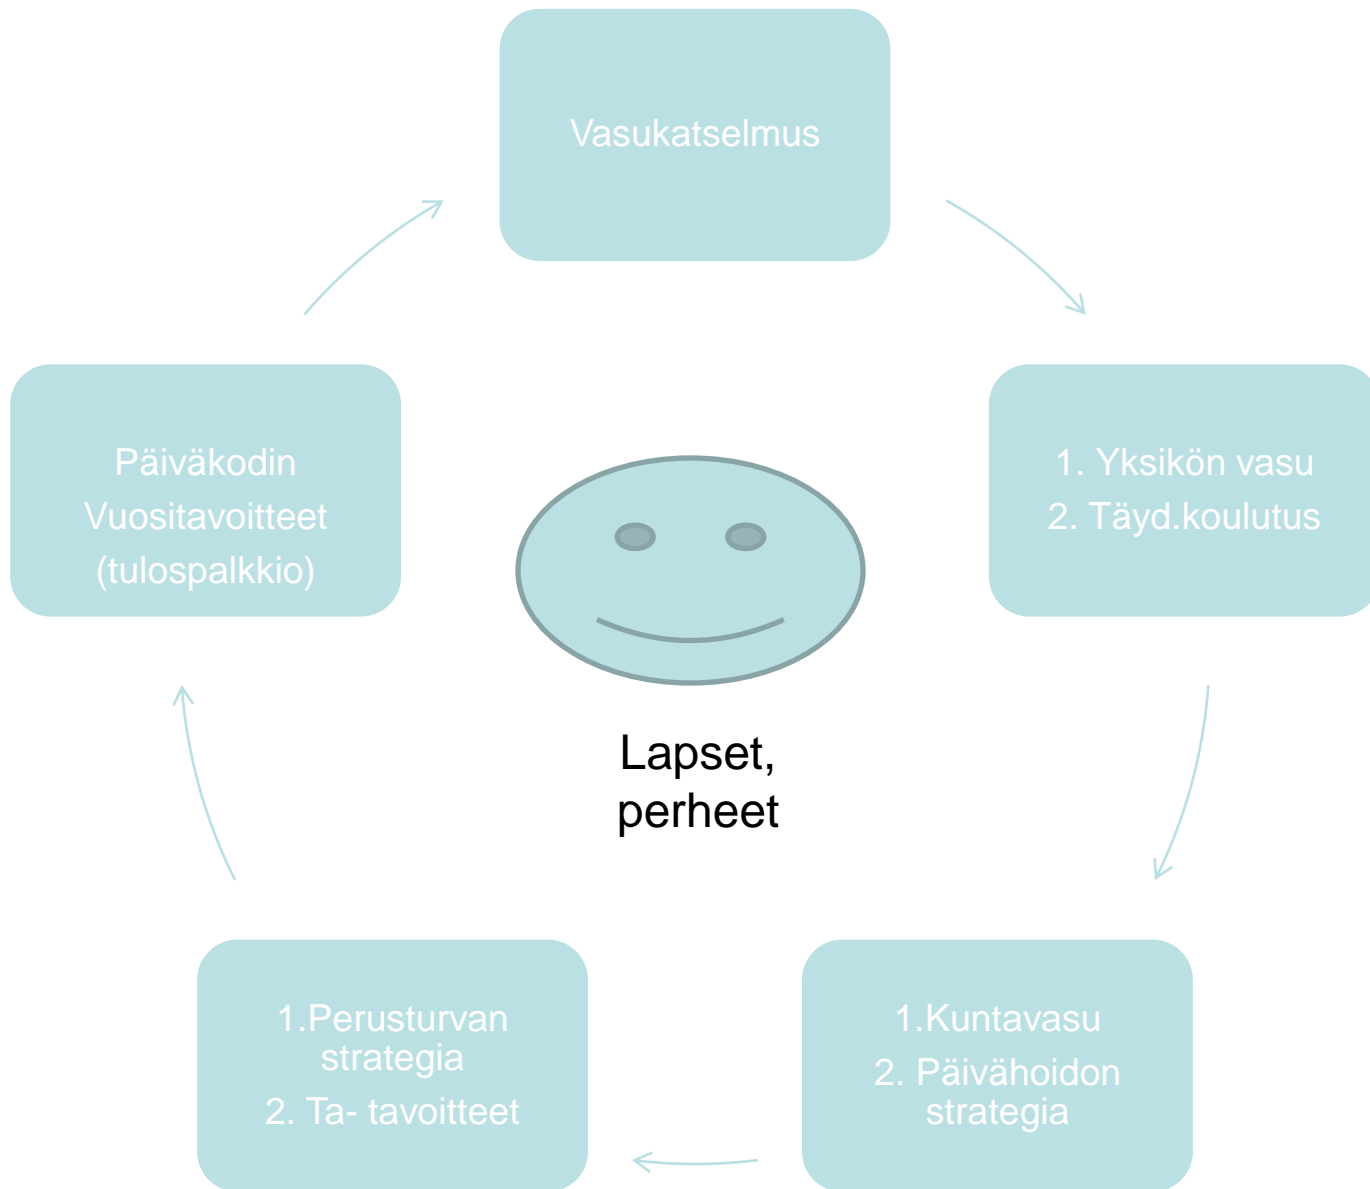 Vasukatselmus
Päiväkodin
Vuositavoitteet
(tulospalkkio)
1. Yksikön vasu
2. Täyd.koulutus
Lapset,
perheet
1.Perusturvan
strategia
2. Ta- tavoitteet
1.Kuntavasu
2. Päivähoidon
strategia